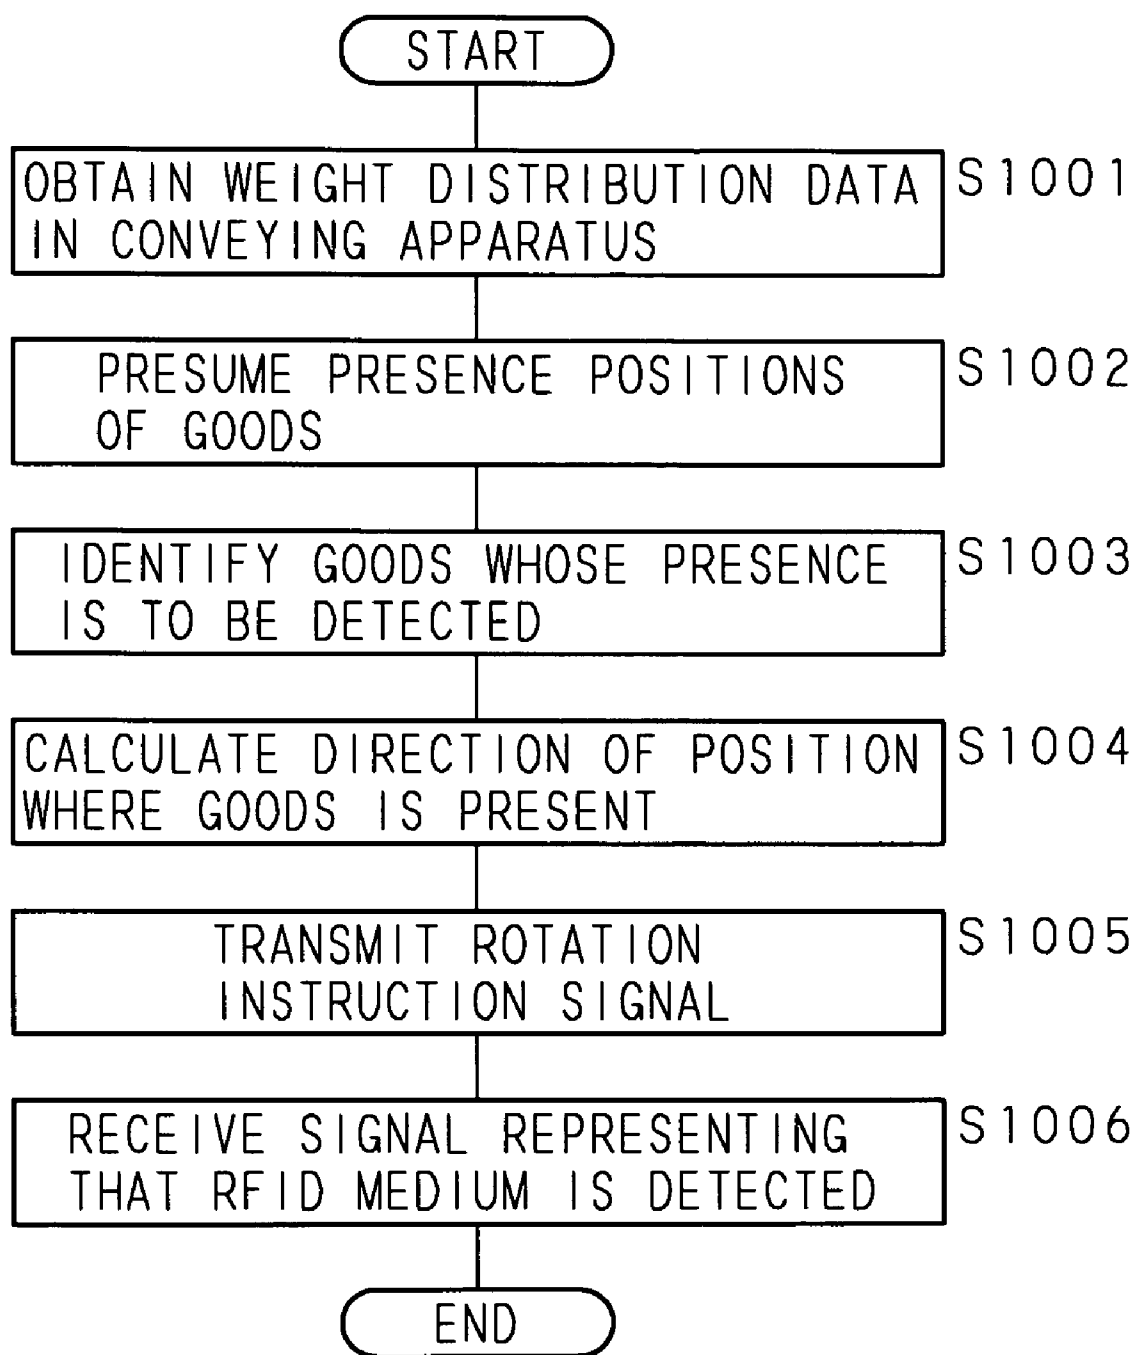 START
OBTAIN WEIGHT DISTRIBUTION DATA
IN CONVEYING APPARATUS
S1001
PRESUME PRESENCE POSITIONS
OF GOODS
S1002
IDENTIFY GOODS WHOSE PRESENCE
IS TO BE DETECTED
S1003
CALCULATE DIRECTION OF POSITION
WHERE GOODS IS PRESENT
S1004
TRANSMIT ROTATION
INSTRUCTION SIGNAL
S1005
RECEIVE SIGNAL REPRESENTING
THAT RFID MEDIUM IS DETECTED
S1006
END